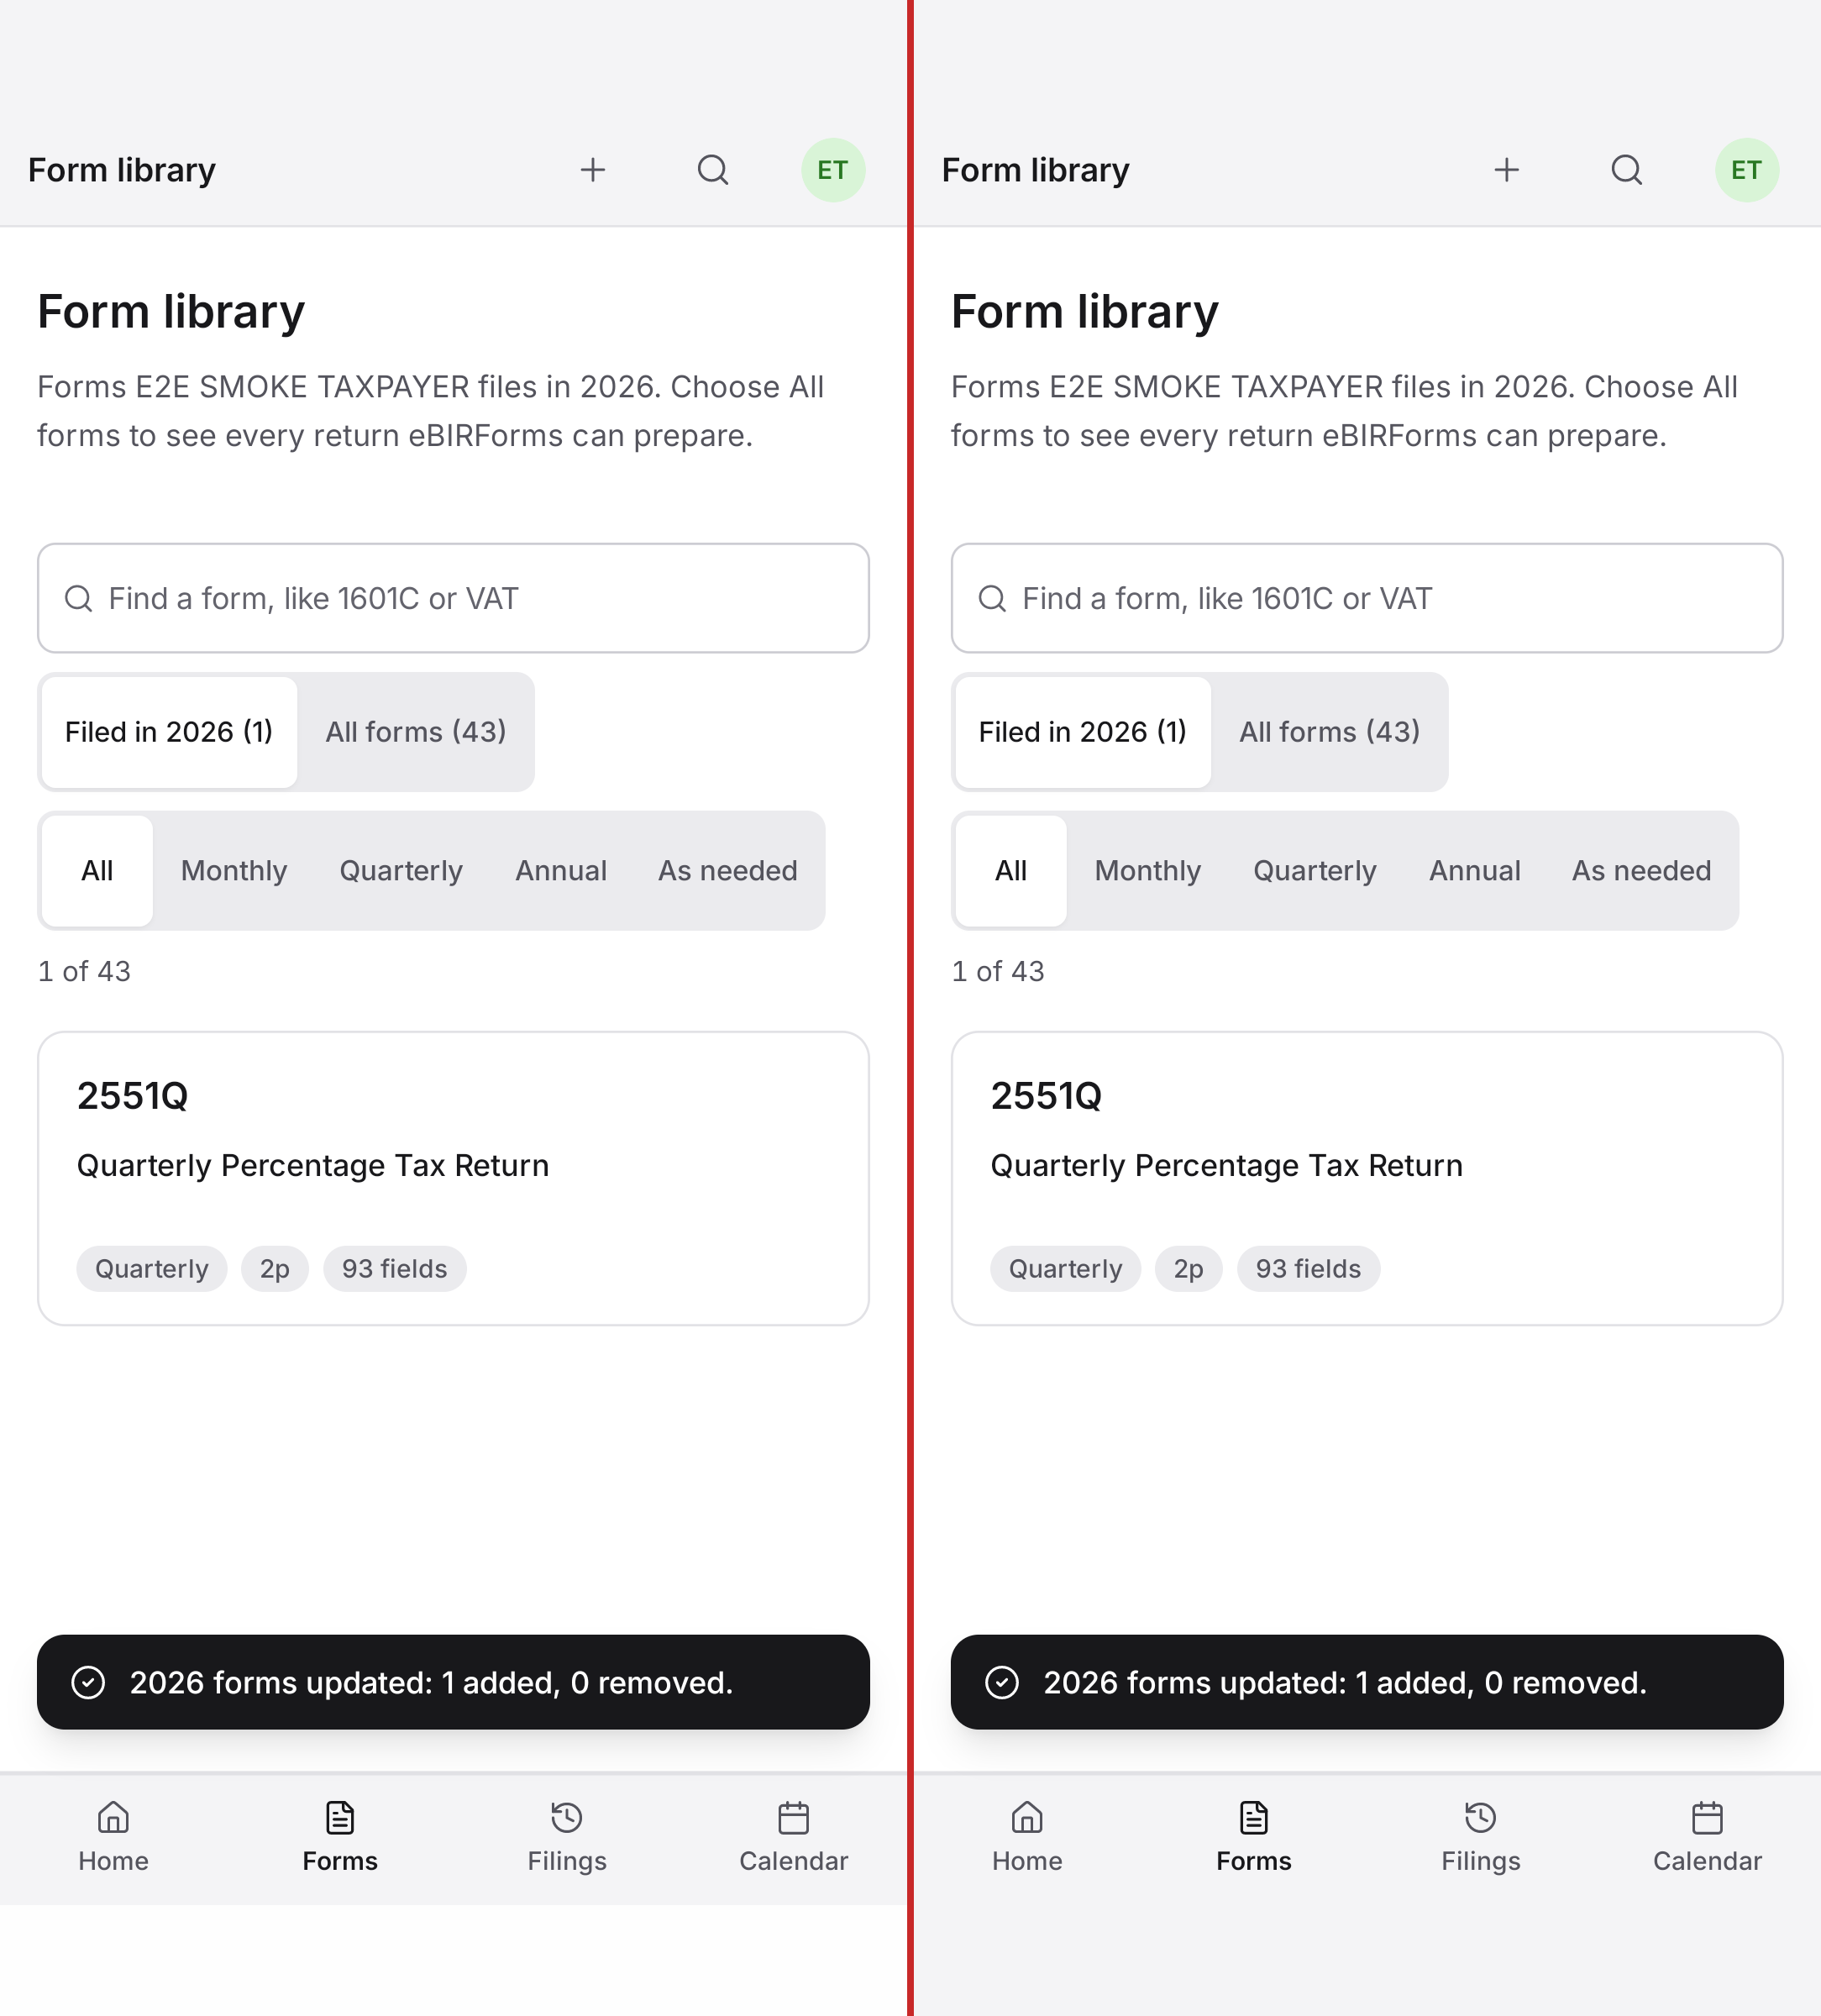 Form library
ET
Form library
Forms E2E SMOKE TAXPAYER files in 2026. Choose All
forms to see every return eBIRForms can prepare.
Find a form, like 1601C or VAT
Filed in 2026 (1) All forms (43)
All Monthly Quarterly Annual As needed
1 of 43
2551Q
Quarterly Percentage Tax Return
Quarterly 2p 93 fields
2026 forms updated: 1 added, 0 removed.
Home Forms Filings Calendar
Form library
ET
Form library
Forms E2E SMOKE TAXPAYER files in 2026. Choose All
forms to see every return eBIRForms can prepare.
Find a form, like 1601C or VAT
Filed in 2026 (1) All forms (43)
All Monthly Quarterly Annual As needed
1 of 43
2551Q
Quarterly Percentage Tax Return
Quarterly 2p 93 fields
2026 forms updated: 1 added, 0 removed.
Home Forms Filings Calendar